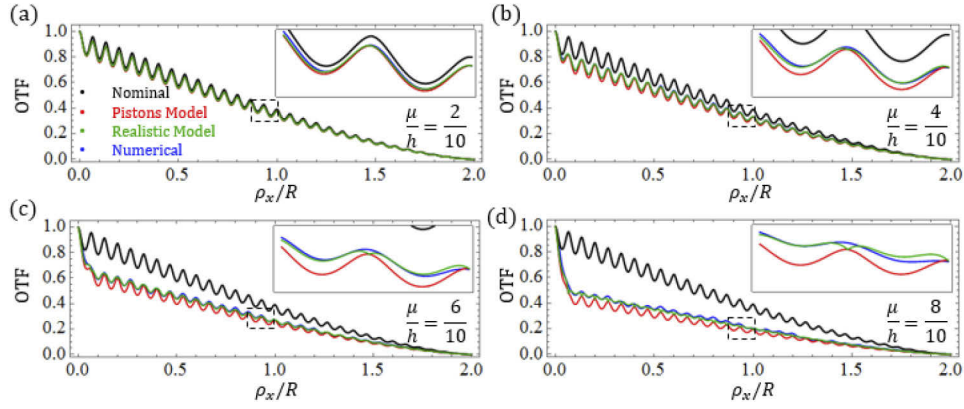 (a)
1.0
0.8
0.6
0.4
0.2
0.0
OTF
Nominal
Pistons Model
Realistic Model
Numerical
μ/h = 2/10
0.0 0.5 1.0 1.5 2.0
ρx/R
(b)
1.0
0.8
0.6
0.4
0.2
0.0
OTF
μ/h = 4/10
0.0 0.5 1.0 1.5 2.0
ρx/R
(c)
1.0
0.8
0.6
0.4
0.2
0.0
OTF
μ/h = 6/10
0.0 0.5 1.0 1.5 2.0
ρx/R
(d)
1.0
0.8
0.6
0.4
0.2
0.0
OTF
μ/h = 8/10
0.0 0.5 1.0 1.5 2.0
ρx/R